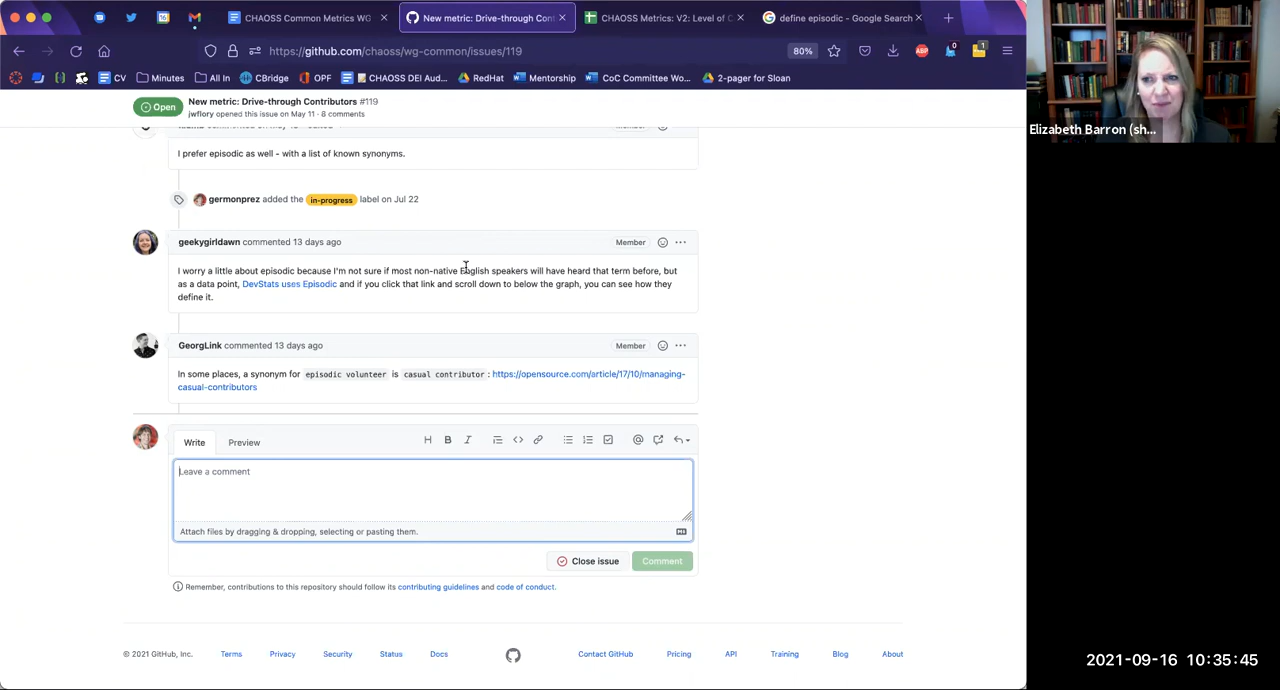 CHAOSS Common Metrics WG
New metric: Drive-through Cont
CHAOSS Metrics: V2: Level of C
define episodic - Google Search
https://github.com/chaoss/wg-common/issues/119
80%
ABP
0
1
CV
Minutes
All In
CBridge
OPF
CHAOSS DEI Aud...
RedHat
Mentorship
CoC Committee Wo...
2-pager for Sloan
Elizabeth Barron (sh...
Open
New metric: Drive-through Contributors #119
jwflory opened this issue on May 11 · 8 comments
Member
I prefer episodic as well - with a list of known synonyms.
germonprez added the in-progress label on Jul 22
geekygirldawn commented 13 days ago
Member
I worry a little about episodic because I'm not sure if most non-native English speakers will have heard that term before, but
as a data point, DevStats uses Episodic and if you click that link and scroll down to below the graph, you can see how they
define it.
GeorgLink commented 13 days ago
Member
In some places, a synonym for episodic volunteer is casual contributor : https://opensource.com/article/17/10/managing-
casual-contributors
Write
Preview
Leave a comment
Attach files by dragging & dropping, selecting or pasting them.
Close issue
Comment
Remember, contributions to this repository should follow its contributing guidelines and code of conduct.
© 2021 GitHub, Inc.
Terms
Privacy
Security
Status
Docs
Contact GitHub
Pricing
API
Training
Blog
About
2021-09-16 10:35:45